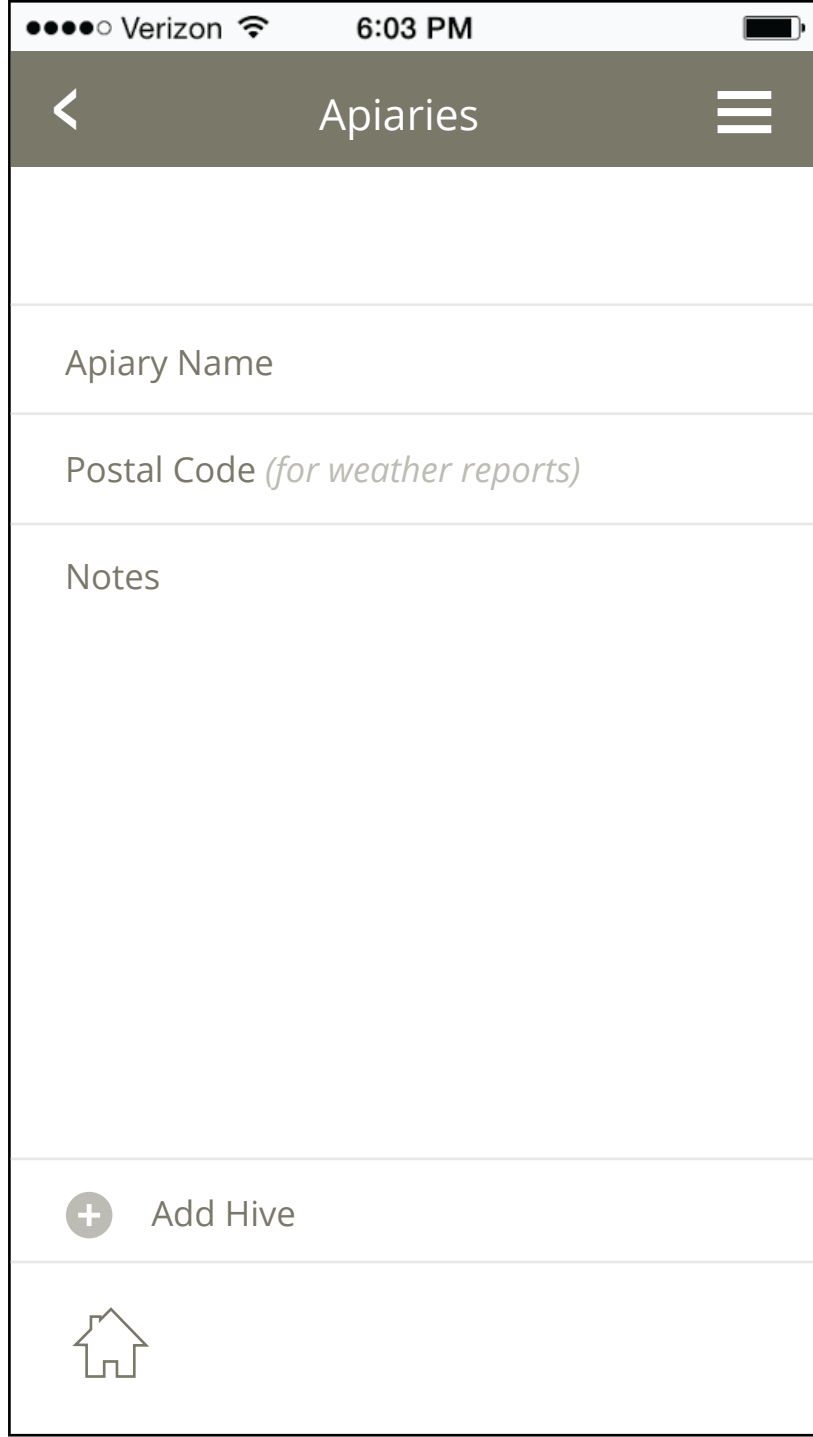 Verizon 6:03 PM
Apiaries
Apiary Name
Postal Code (for weather reports)
Notes
Add Hive